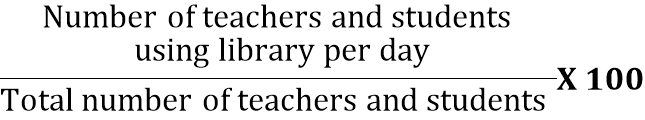 Number of teachers and students
using library per day
X 100
Total number of teachers and students